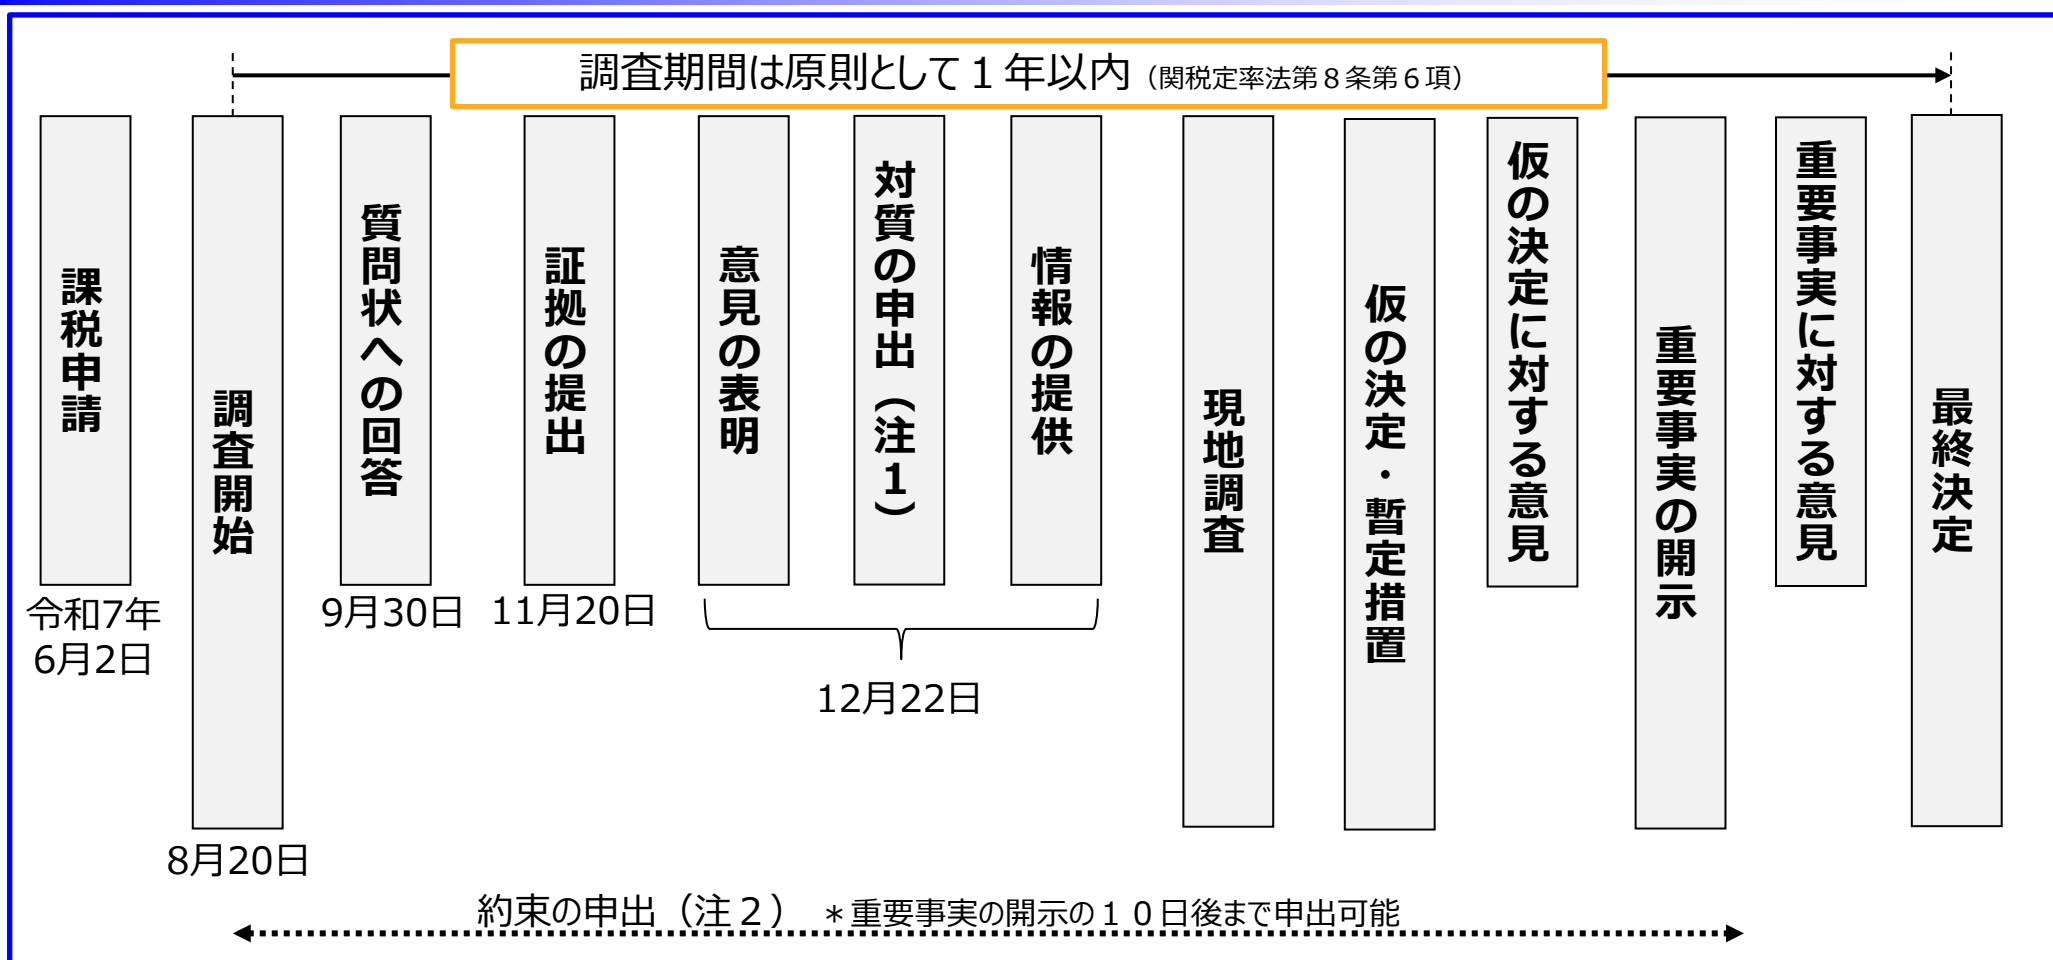 調査期間は原則として1年以内（関税定率法第8条第6項）
課税申請
令和7年
6月2日
調査開始
8月20日
質問状への回答
9月30日
証拠の提出
11月20日
意見の表明
対質の申出（注1）
情報の提供
12月22日
現地調査
仮の決定・暫定措置
仮の決定に対する意見
重要事実の開示
重要事実に対する意見
最終決定
約束の申出（注２） ＊重要事実の開示の１０日後まで申出可能